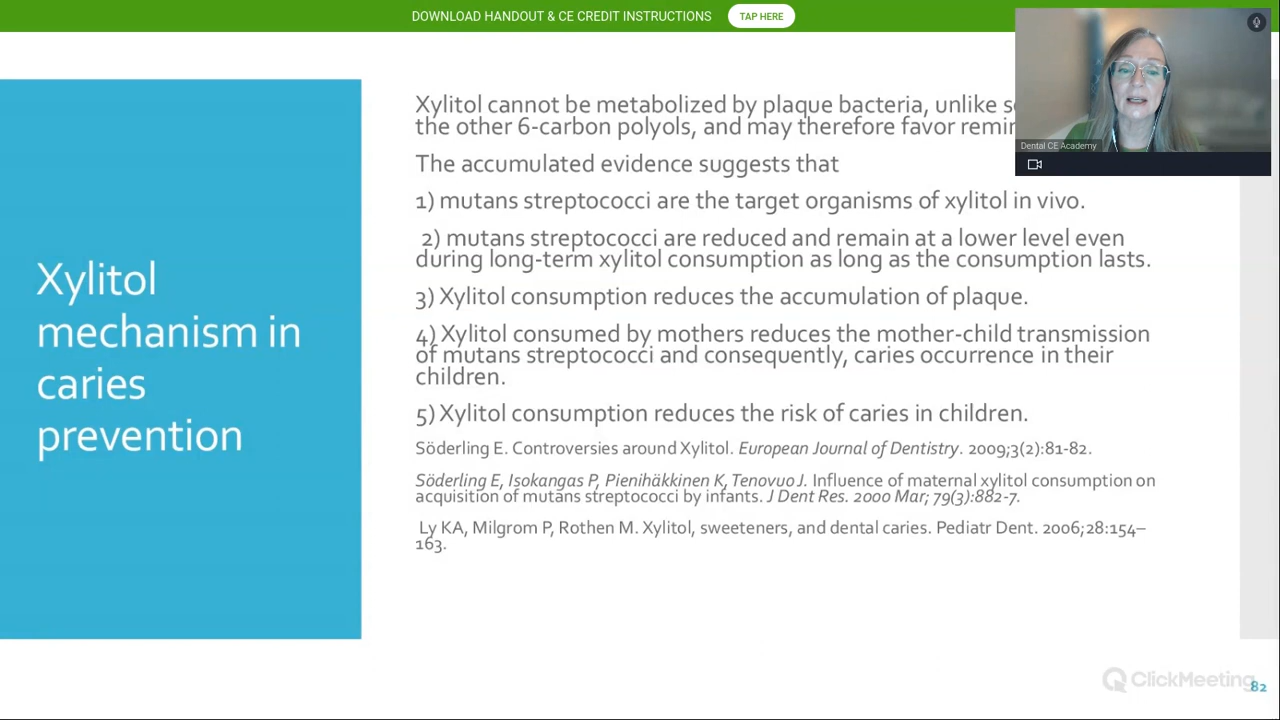 DOWNLOAD HANDOUT & CE CREDIT INSTRUCTIONS TAP HERE
Dental CE Academy
Xylitol
mechanism in
caries
prevention
Xylitol cannot be metabolized by plaque bacteria, unlike
the other 6-carbon polyols, and may therefore favor
The accumulated evidence suggests that
1) mutans streptococci are the target organisms of xylitol in vivo.
2) mutans streptococci are reduced and remain at a lower level even
during long-term xylitol consumption as long as the consumption lasts.
3) Xylitol consumption reduces the accumulation of plaque.
4) Xylitol consumed by mothers reduces the mother-child transmission
of mutans streptococci and consequently, caries occurrence in their
children.
5) Xylitol consumption reduces the risk of caries in children.
Söderling E. Controversies around Xylitol. European Journal of Dentistry. 2009;3(2):81-82.
Söderling E, Isokangas P, Pienihäkkinen K, Tenovuo J. Influence of maternal xylitol consumption on
acquisition of mutans streptococci by infants. J Dent Res. 2000 Mar; 79(3):882-7.
Ly KA, Milgrom P, Rothen M. Xylitol, sweeteners, and dental caries. Pediatr Dent. 2006;28:154–
163.
ClickMeeting
82